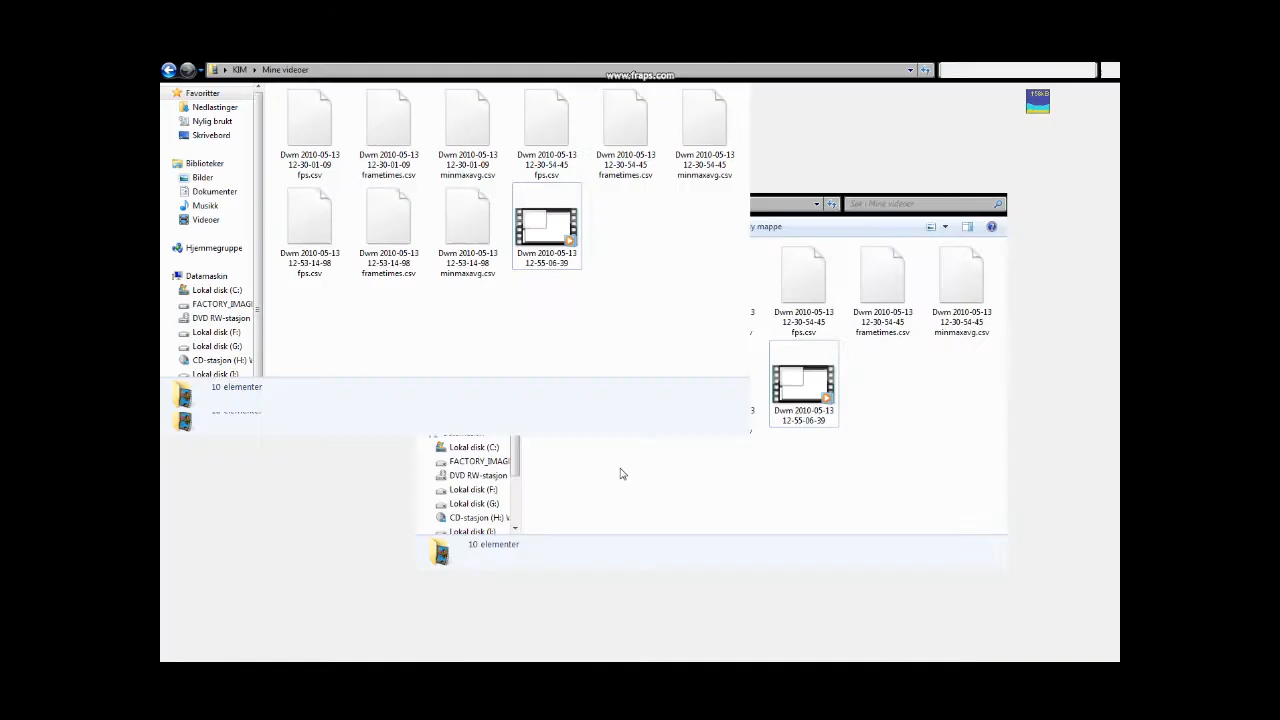 KIM Mine videoer
www.fraps.com
Favoritter
Nedlastinger
Nylig brukt
Skrivebord
Biblioteker
Bilder
Dokumenter
Musikk
Videoer
Hjemmegruppe
Datamaskin
Lokal disk (C:)
FACTORY_IMAG
DVD RW-stasjon
Lokal disk (F:)
Lokal disk (G:)
CD-stasjon (H:) V
Lokal disk (I:)
Dwm 2010-05-13
12-30-01-09
fps.csv
Dwm 2010-05-13
12-30-01-09
frametimes.csv
Dwm 2010-05-13
12-30-01-09
minmaxavg.csv
Dwm 2010-05-13
12-30-54-45
fps.csv
Dwm 2010-05-13
12-30-54-45
frametimes.csv
Dwm 2010-05-13
12-30-54-45
minmaxavg.csv
Dwm 2010-05-13
12-53-14-98
fps.csv
Dwm 2010-05-13
12-53-14-98
frametimes.csv
Dwm 2010-05-13
12-53-14-98
minmaxavg.csv
Dwm 2010-05-13
12-55-06-39
10 elementer
158kB
Søk i Mine videoer
y mappe
Dwm 2010-05-13
12-30-54-45
fps.csv
Dwm 2010-05-13
12-30-54-45
frametimes.csv
Dwm 2010-05-13
12-30-54-45
minmaxavg.csv
Dwm 2010-05-13
12-55-06-39
Lokal disk (C:)
FACTORY_IMAG
DVD RW-stasjon
Lokal disk (F:)
Lokal disk (G:)
CD-stasjon (H:) V
Lokal disk (I:)
10 elementer